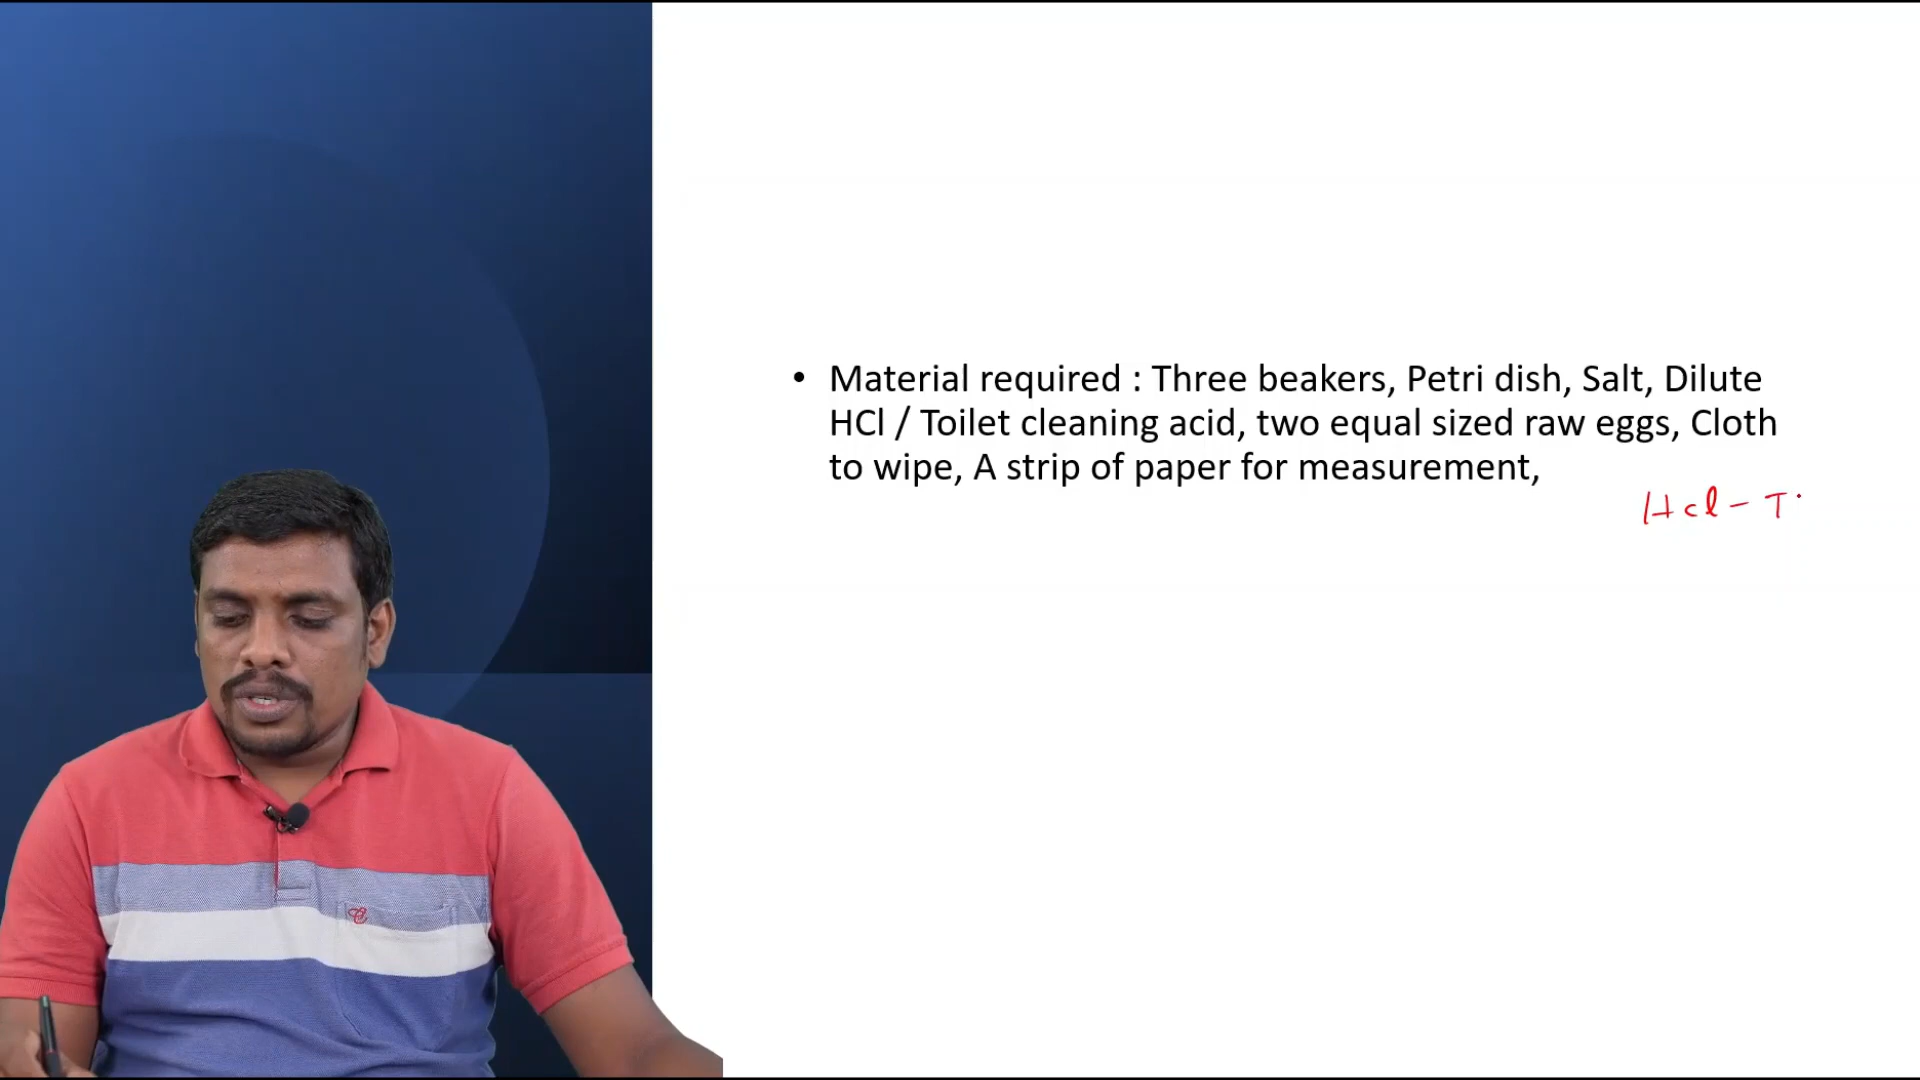 • Material required : Three beakers, Petri dish, Salt, Dilute
HCl / Toilet cleaning acid, two equal sized raw eggs, Cloth
to wipe, A strip of paper for measurement,
Hcl - T.